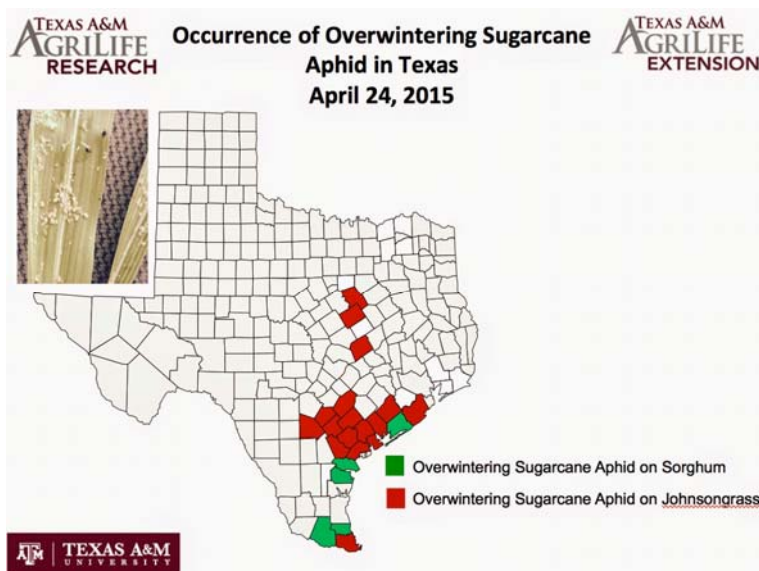 TEXAS A&M
AGRILIFE
RESEARCH
Occurrence of Overwintering Sugarcane
Aphid in Texas
April 24, 2015
TEXAS A&M
AGRILIFE
EXTENSION
Overwintering Sugarcane Aphid on Sorghum
Overwintering Sugarcane Aphid on Johnsongrass
ATM
TEXAS A&M
UNIVERSITY